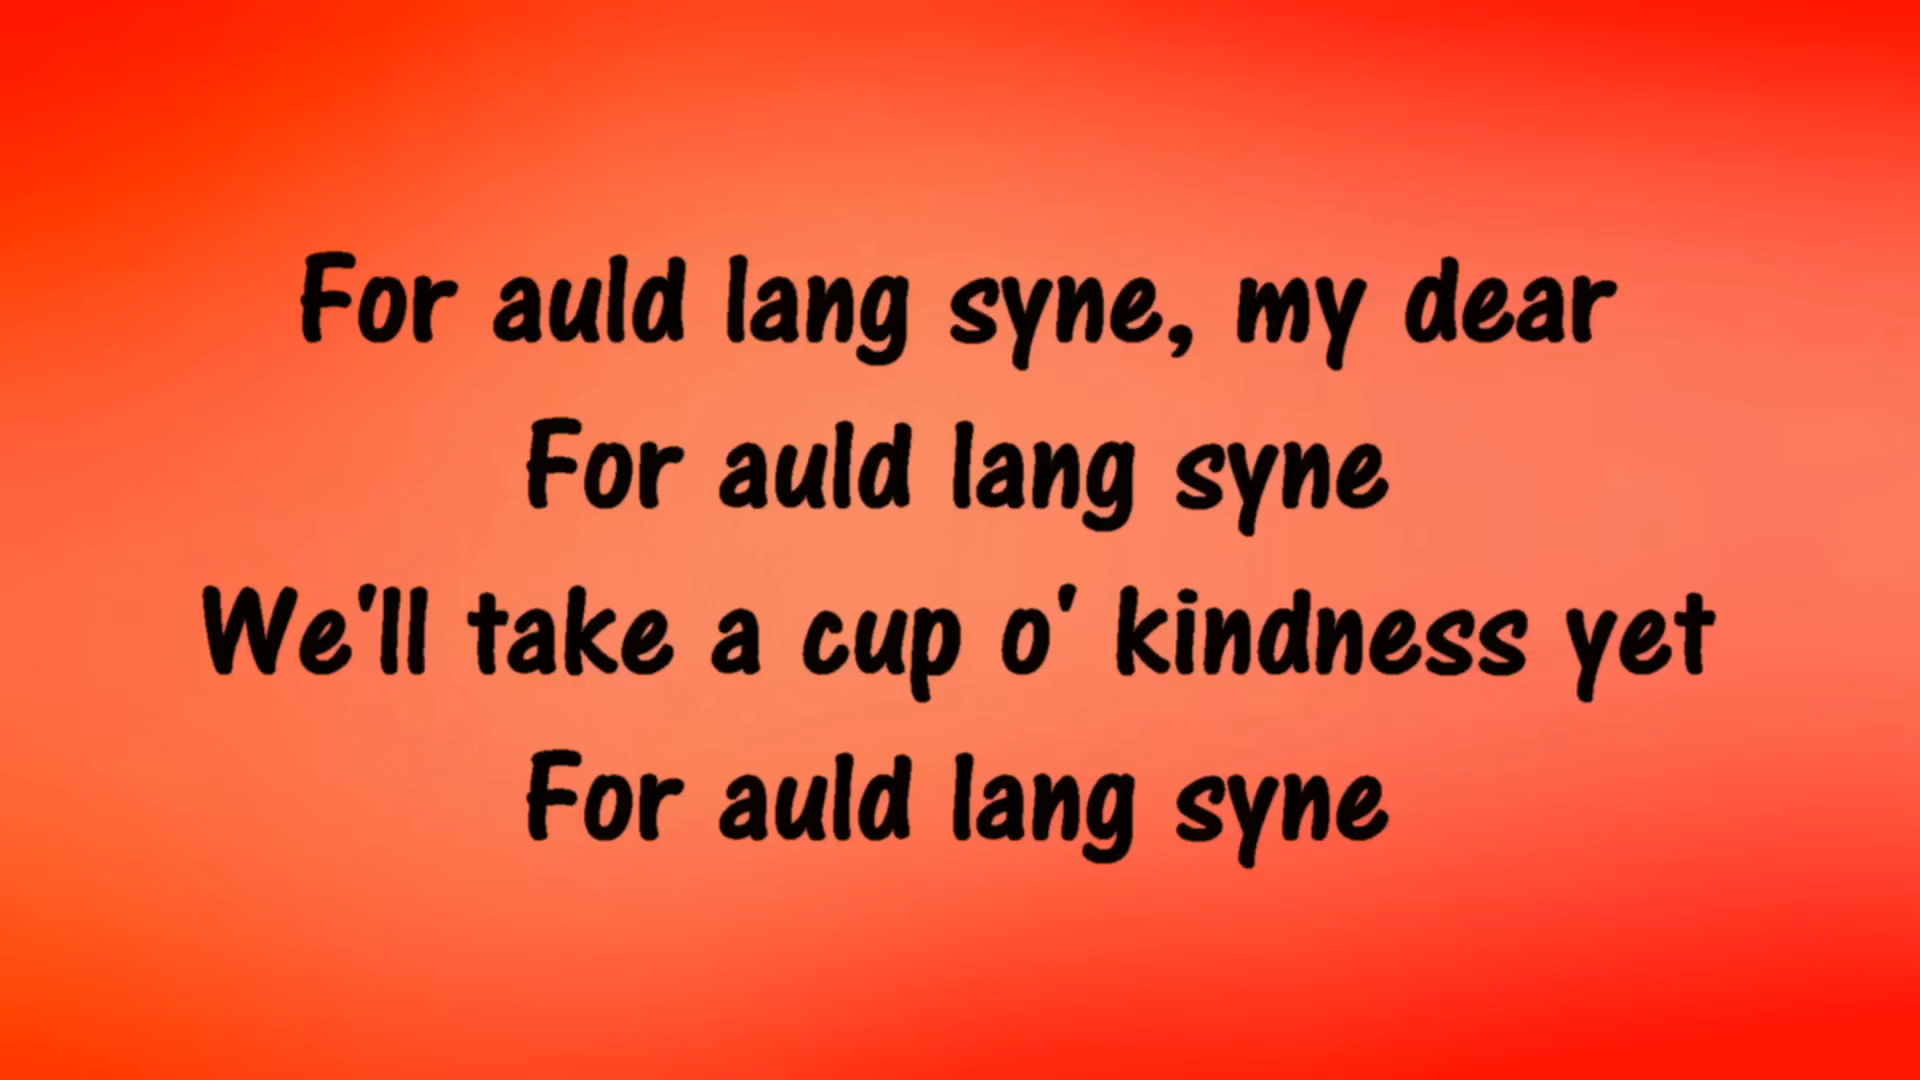 For auld lang syne, my dear
For auld lang syne
We'll take a cup o' kindness yet
For auld lang syne